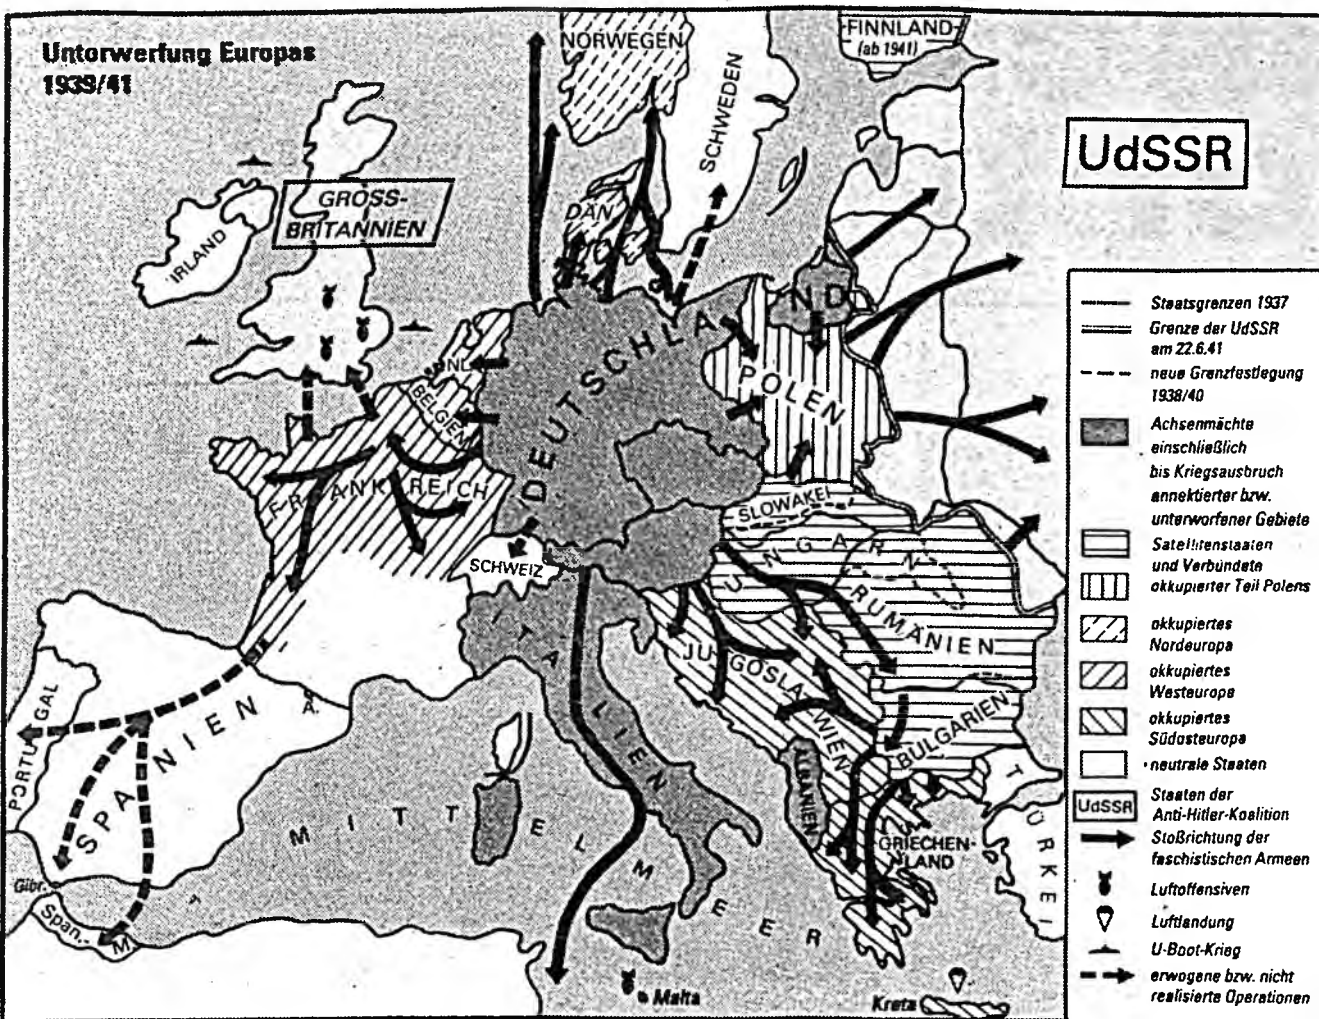 Unterwerfung Europas
1939/41
NORWEGEN
FINNLAND
(ab 1941)
SCHWEDEN
UdSSR
GROSS-
BRITANNIEN
IRLAND
DÄN.
NL.
BELGIEN
DEUTSCHLAND
POLEN
FRANKREICH
SLOWAKEI
SCHWEIZ
UNGARN
RUMÄNIEN
ITALIEN
JUGOSLAWIEN
BULGARIEN
PORTUGAL
SPANIEN
A.
ALBANIEN
GRIECHEN-
LAND
TÜRKEI
MITTELMEER
Gibr.
Span.-
M.
Malta
Kreta
Staatsgrenzen 1937
Grenze der UdSSR
am 22.6.41
neue Grenzfestlegung
1938/40
Achsenmächte
einschließlich
bis Kriegsausbruch
annektierter bzw.
unterworfener Gebiete
Satellitenstaaten
und Verbündete
okkupierter Teil Polens
okkupiertes
Nordeuropa
okkupiertes
Westeuropa
okkupiertes
Südosteuropa
neutrale Staaten
UdSSR
Staaten der
Anti-Hitler-Koalition
Stoßrichtung der
faschistischen Armeen
Luftoffensiven
Luftlandung
U-Boot-Krieg
erwogene bzw. nicht
realisierte Operationen